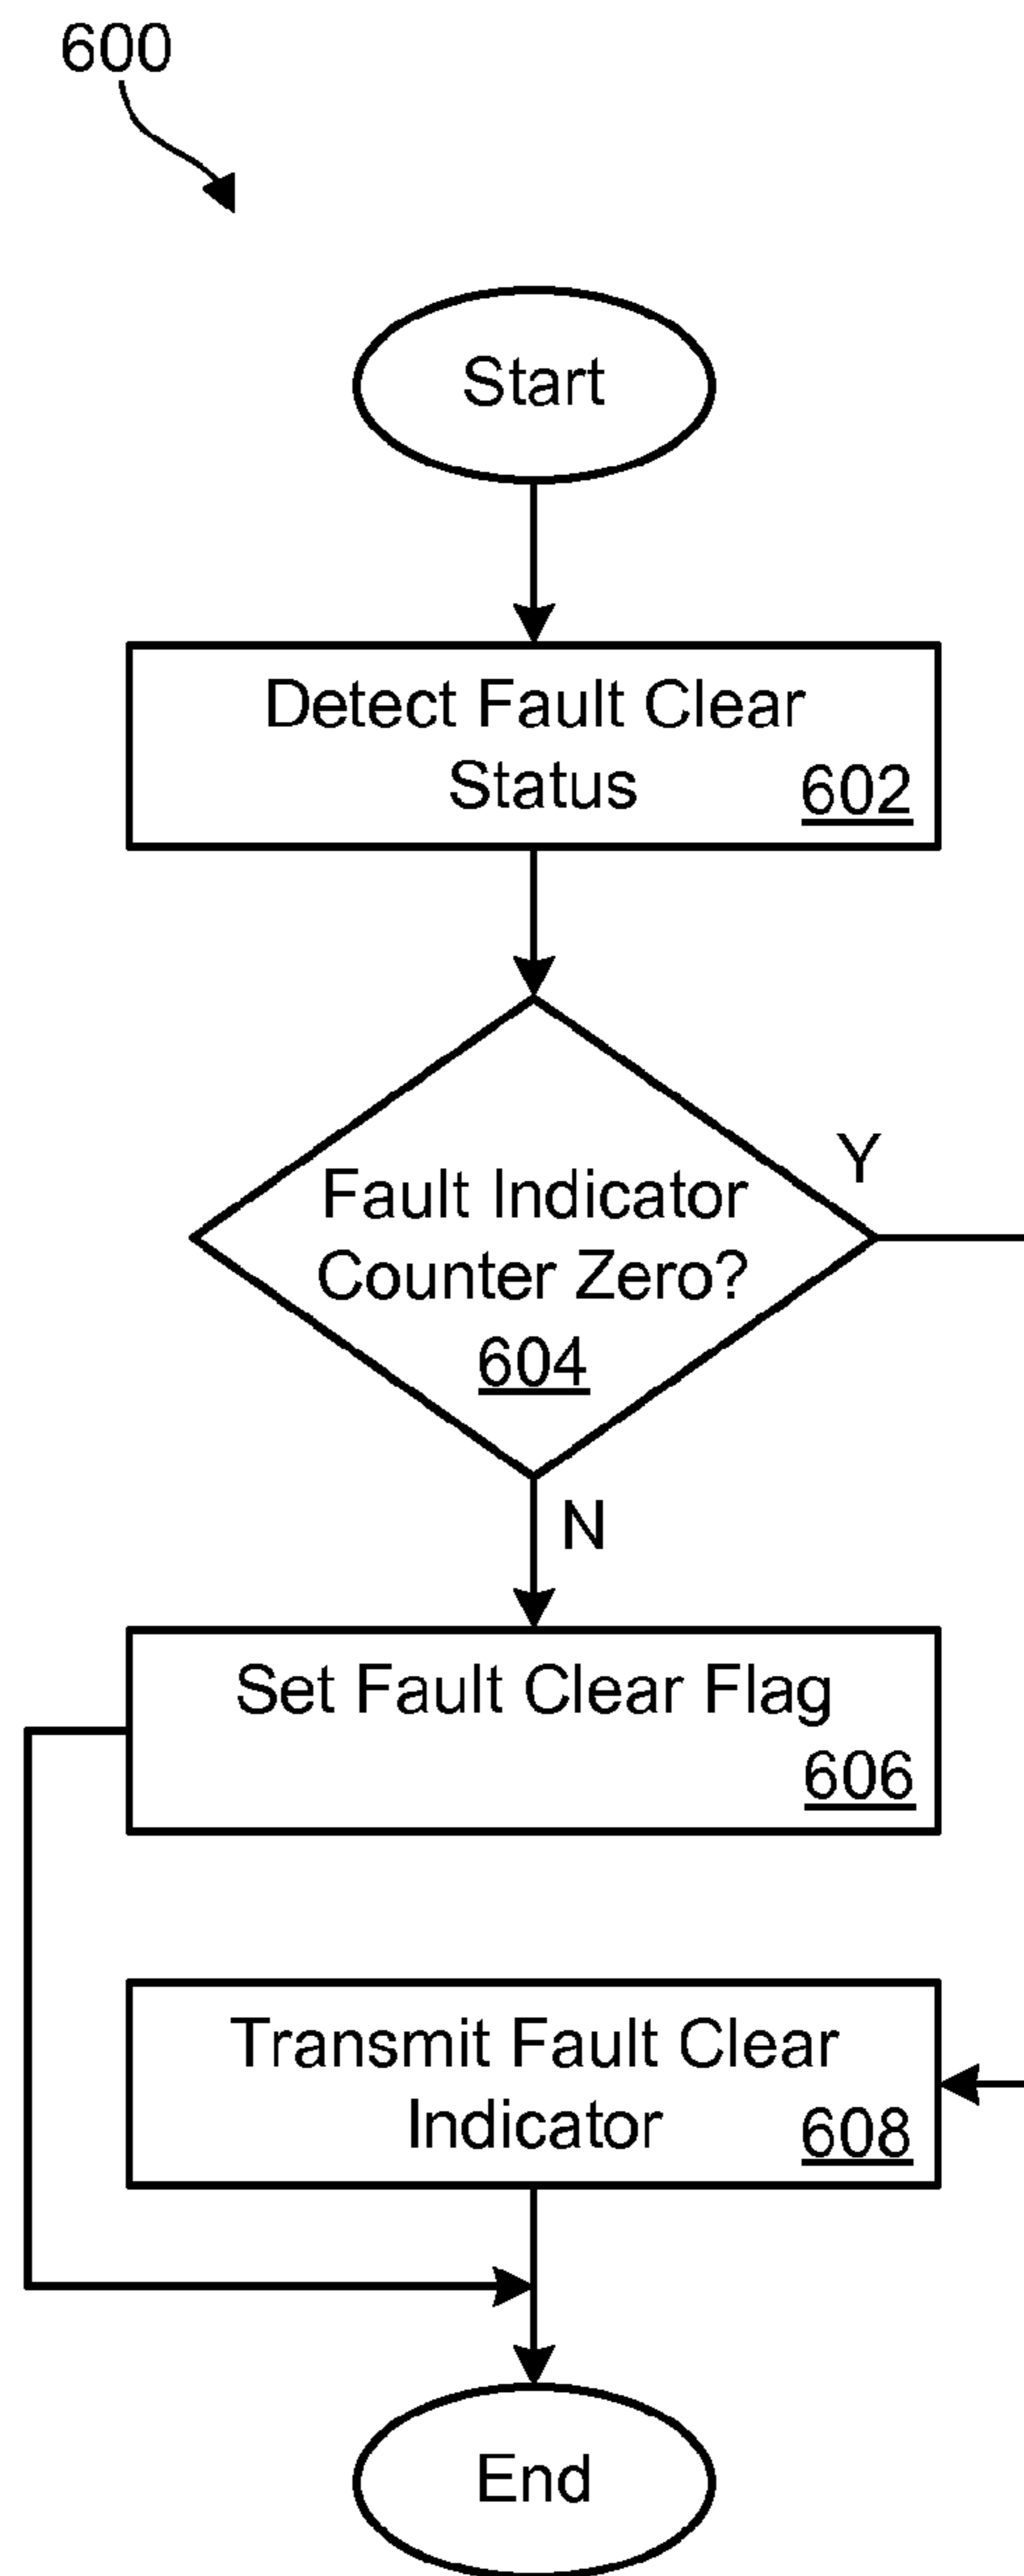 600
Start
Detect Fault Clear
Status
602
Fault Indicator
Counter Zero?
604
Y
N
Set Fault Clear Flag
606
Transmit Fault Clear
Indicator
608
End